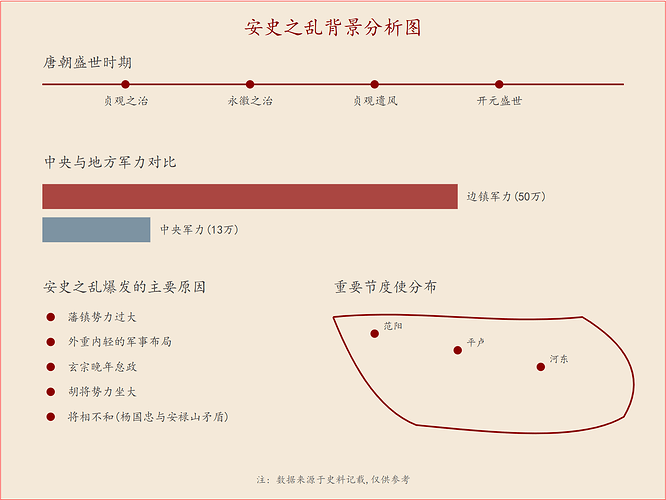 安史之乱背景分析图
唐朝盛世时期
贞观之治 永徽之治 贞观遗风 开元盛世
中央与地方军力对比
边镇军力(50万)
中央军力(13万)
安史之乱爆发的主要原因
藩镇势力过大
外重内轻的军事布局
玄宗晚年怠政
胡将势力坐大
将相不和(杨国忠与安禄山矛盾)
重要节度使分布
范阳
平卢
河东
注: 数据来源于史料记载,仅供参考